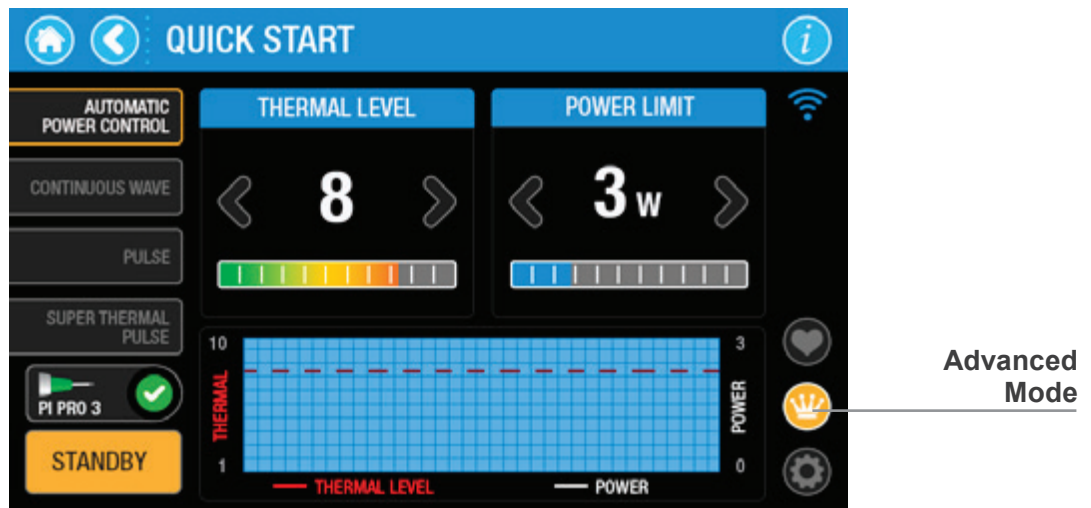 QUICK START
i
AUTOMATIC
POWER CONTROL
CONTINUOUS WAVE
PULSE
SUPER THERMAL
PULSE
PI PRO 3
STANDBY
THERMAL LEVEL
8
POWER LIMIT
3 W
10
THERMAL
1
3
POWER
0
THERMAL LEVEL
POWER
Advanced
Mode